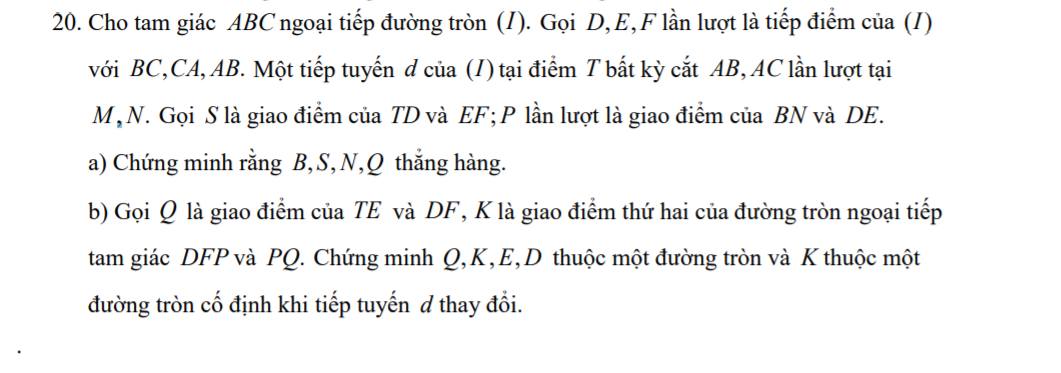 20. Cho tam giác ABC ngoại tiếp đường tròn (I). Gọi D, E, F lần lượt là tiếp điểm của (I)
với BC, CA, AB. Một tiếp tuyến d của (I) tại điểm T bất kỳ cắt AB, AC lần lượt tại
M, N. Gọi S là giao điểm của TD và EF; P lần lượt là giao điểm của BN và DE.
a) Chứng minh rằng B, S, N, Q thẳng hàng.
b) Gọi Q là giao điểm của TE và DF, K là giao điểm thứ hai của đường tròn ngoại tiếp
tam giác DFP và PQ. Chứng minh Q, K, E, D thuộc một đường tròn và K thuộc một
đường tròn cố định khi tiếp tuyến d thay đổi.
.